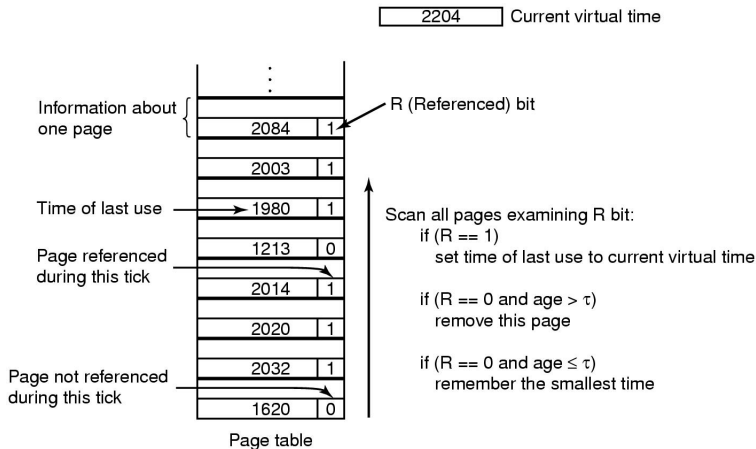 2204 Current virtual time
Information about
one page
R (Referenced) bit
2084 1
2003 1
Time of last use
1980 1
1213 0
Page referenced
during this tick
2014 1
2020 1
2032 1
Page not referenced
during this tick
1620 0
Page table
Scan all pages examining R bit:
if (R == 1)
set time of last use to current virtual time
if (R == 0 and age > τ)
remove this page
if (R == 0 and age ≤ τ)
remember the smallest time